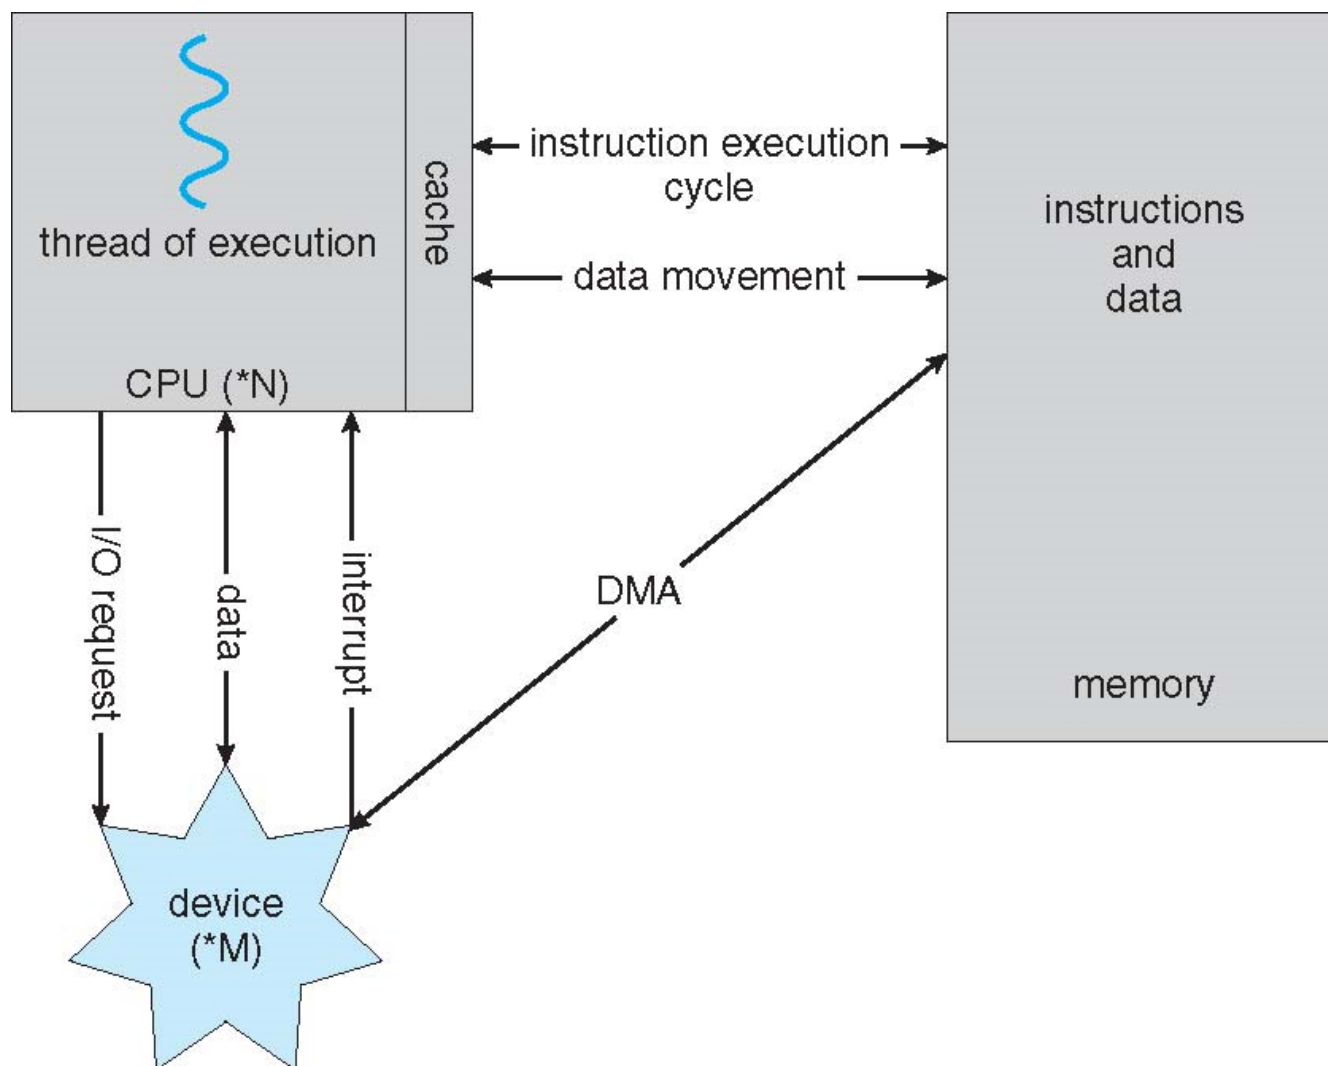 thread of execution
cache
CPU (*N)
instruction execution
cycle
data movement
instructions
and
data
memory
I/O request
data
interrupt
DMA
device
(*M)